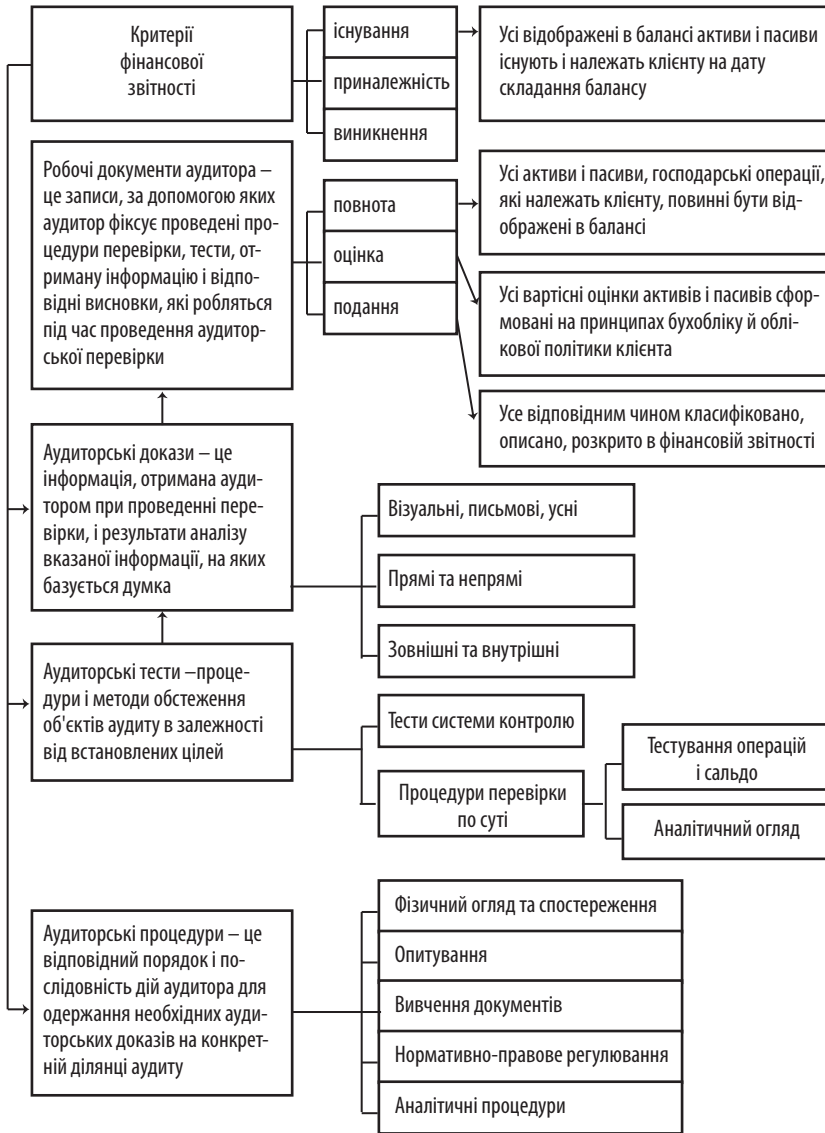 Критерії
фінансової
звітності
існування
приналежність
виникнення
Усі відображені в балансі активи і пасиви
існують і належать клієнту на дату
складання балансу
Робочі документи аудитора –
це записи, за допомогою яких
аудитор фіксує проведені про-
цедури перевірки, тести, от-
риману інформацію і відпо-
відні висновки, які робляться
під час проведення аудитор-
ської перевірки
повнота
оцінка
подання
Усі активи і пасиви, господарські операції,
які належать клієнту, повинні бути від-
ображені в балансі
Усі вартісні оцінки активів і пасивів сфор-
мовані на принципах бухобліку й облі-
кової політики клієнта
Усе відповідним чином класифіковано,
описано, розкрито в фінансовій звітності
Аудиторські докази – це
інформація, отримана ауди-
тором при проведенні пере-
вірки, і результати аналізу
вказаної інформації, на яких
базується думка
Візуальні, письмові, усні
Прямі та непрямі
Зовнішні та внутрішні
Аудиторські тести –проце-
дури і методи обстеження
об'єктів аудиту в залежності
від встановлених цілей
Тести системи контролю
Процедури перевірки
по суті
Тестування операцій
і сальдо
Аналітичний огляд
Аудиторські процедури – це
відповідний порядок і по-
слідовність дій аудитора для
одержання необхідних ауди-
торських доказів на конкрет-
ній ділянці аудиту
Фізичний огляд та спостереження
Опитування
Вивчення документів
Нормативно-правове регулювання
Аналітичні процедури